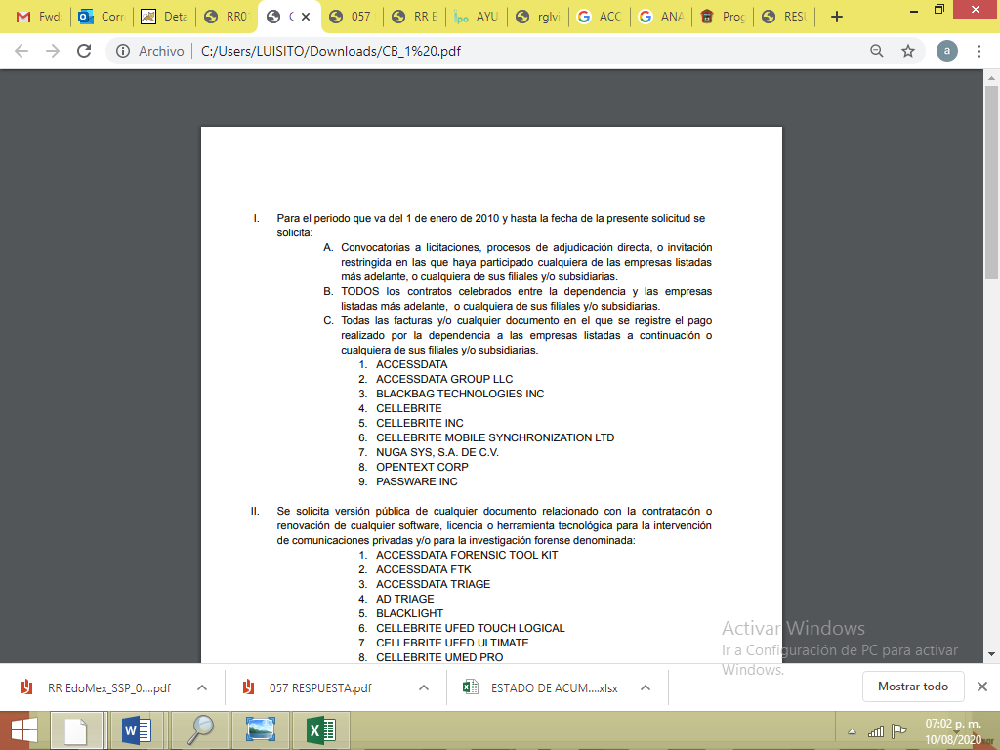 Fwd:
Corr
Deta
RR0
C
057
RR E
AYU
rglvi
ACC
ANA
Prog
RESU
Archivo
C:/Users/LUISITO/Downloads/CB_1%20.pdf
a
I. Para el periodo que va del 1 de enero de 2010 y hasta la fecha de la presente solicitud se
solicita:
A. Convocatorias a licitaciones, procesos de adjudicación directa, o invitación
restringida en las que haya participado cualquiera de las empresas listadas
más adelante, o cualquiera de sus filiales y/o subsidiarias.
B. TODOS los contratos celebrados entre la dependencia y las empresas
listadas más adelante, o cualquiera de sus filiales y/o subsidiarias.
C. Todas las facturas y/o cualquier documento en el que se registre el pago
realizado por la dependencia a las empresas listadas a continuación o
cualquiera de sus filiales y/o subsidiarias.
1. ACCESSDATA
2. ACCESSDATA GROUP LLC
3. BLACKBAG TECHNOLOGIES INC
4. CELLEBRITE
5. CELLEBRITE INC
6. CELLEBRITE MOBILE SYNCHRONIZATION LTD
7. NUGA SYS, S.A. DE C.V.
8. OPENTEXT CORP
9. PASSWARE INC
II. Se solicita versión pública de cualquier documento relacionado con la contratación o
renovación de cualquier software, licencia o herramienta tecnológica para la intervención
de comunicaciones privadas y/o para la investigación forense denominada:
1. ACCESSDATA FORENSIC TOOL KIT
2. ACCESSDATA FTK
3. ACCESSDATA TRIAGE
4. AD TRIAGE
5. BLACKLIGHT
6. CELLEBRITE UFED TOUCH LOGICAL
7. CELLEBRITE UFED ULTIMATE
8. CELLEBRITE UMED PRO
Activar Windows
Ir a Configuración de PC para activar
Windows.
RR EdoMex_SSP_0....pdf
057 RESPUESTA.pdf
ESTADO DE ACUM....xlsx
Mostrar todo
07:02 p. m.
10/08/2020